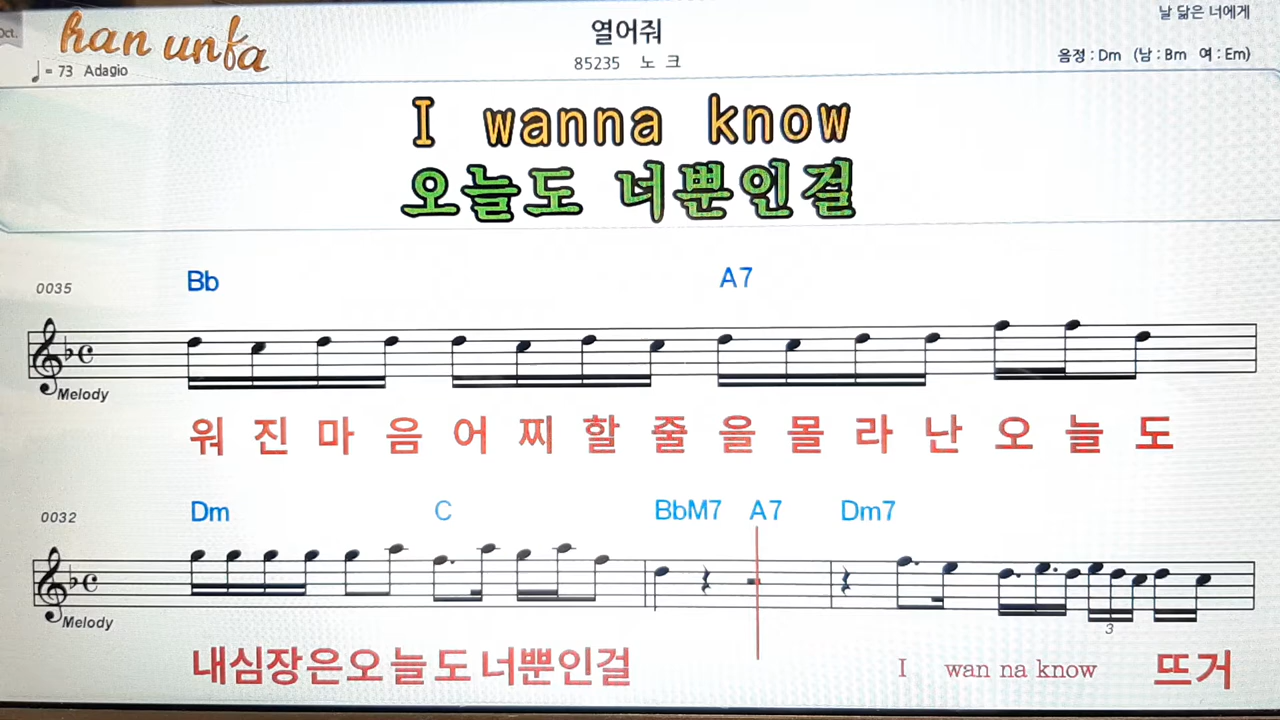 Oct.
han unfa
열어줘
날 닮은 너에게
♩= 73 Adagio
85235 노 크
음정 : Dm (남 : Bm 여 : Em)
I wanna know
오늘도 너뿐인걸
Bb A7
0035
Melody
워 진 마 음 어 찌 할 줄 을 몰 라 난 오 늘 도
Dm C BbM7 A7 Dm7
0032
3
Melody
내심장은오늘도너뿐인걸 I wan na know 뜨거